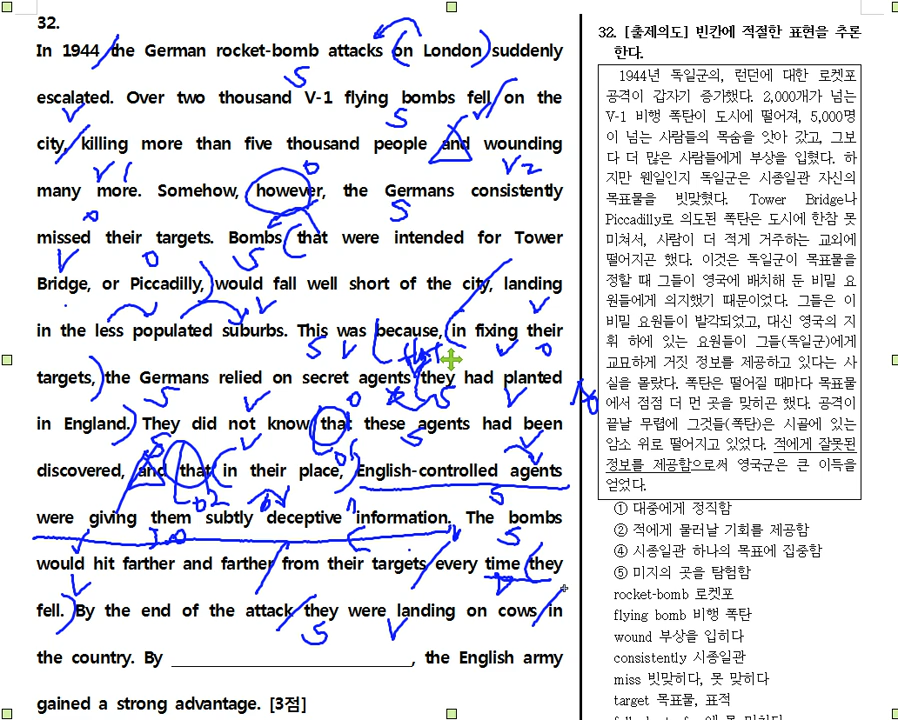 32.
In 1944 the German rocket-bomb attacks on London suddenly
escalated. Over two thousand V-1 flying bombs fell on the
city, killing more than five thousand people and wounding
many more. Somehow, however, the Germans consistently
missed their targets. Bombs that were intended for Tower
Bridge, or Piccadilly, would fall well short of the city, landing
in the less populated suburbs. This was because, in fixing their
targets, the Germans relied on secret agents they had planted
in England. They did not know that these agents had been
discovered, and that in their place, English-controlled agents
were giving them subtly deceptive information. The bombs
would hit farther and farther from their targets every time they
fell. By the end of the attack they were landing on cows in
the country. By ____________________, the English army
gained a strong advantage. [3점]
32. [출제의도] 빈칸에 적절한 표현을 추론
한다.
1944년 독일군의, 런던에 대한 로켓포
공격이 갑자기 증가했다. 2,000개가 넘는
V-1 비행 폭탄이 도시에 떨어져, 5,000명
이 넘는 사람들의 목숨을 앗아 갔고, 그보
다 더 많은 사람들에게 부상을 입혔다. 하
지만 웬일인지 독일군은 시종일관 자신의
목표물을 빗맞혔다. Tower Bridge나
Piccadilly로 의도된 폭탄은 도시에 한참 못
미쳐서, 사람이 더 적게 거주하는 교외에
떨어지곤 했다. 이것은 독일군이 목표물을
정할 때 그들이 영국에 배치해 둔 비밀 요
원들에게 의지했기 때문이었다. 그들은 이
비밀 요원들이 발각되었고, 대신 영국의 지
휘 하에 있는 요원들이 그들(독일군)에게
교묘하게 거짓 정보를 제공하고 있다는 사
실을 몰랐다. 폭탄은 떨어질 때마다 목표물
에서 점점 더 먼 곳을 맞히곤 했다. 공격이
끝날 무렵에 그것들(폭탄)은 시골에 있는
암소 위로 떨어지고 있었다. 적에게 잘못된
정보를 제공함으로써 영국군은 큰 이득을
얻었다.
① 대중에게 정직함
② 적에게 물러날 기회를 제공함
④ 시종일관 하나의 목표에 집중함
⑤ 미지의 곳을 탐험함
rocket-bomb 로켓포
flying bomb 비행 폭탄
wound 부상을 입히다
consistently 시종일관
miss 빗맞히다, 못 맞히다
target 목표물, 표적